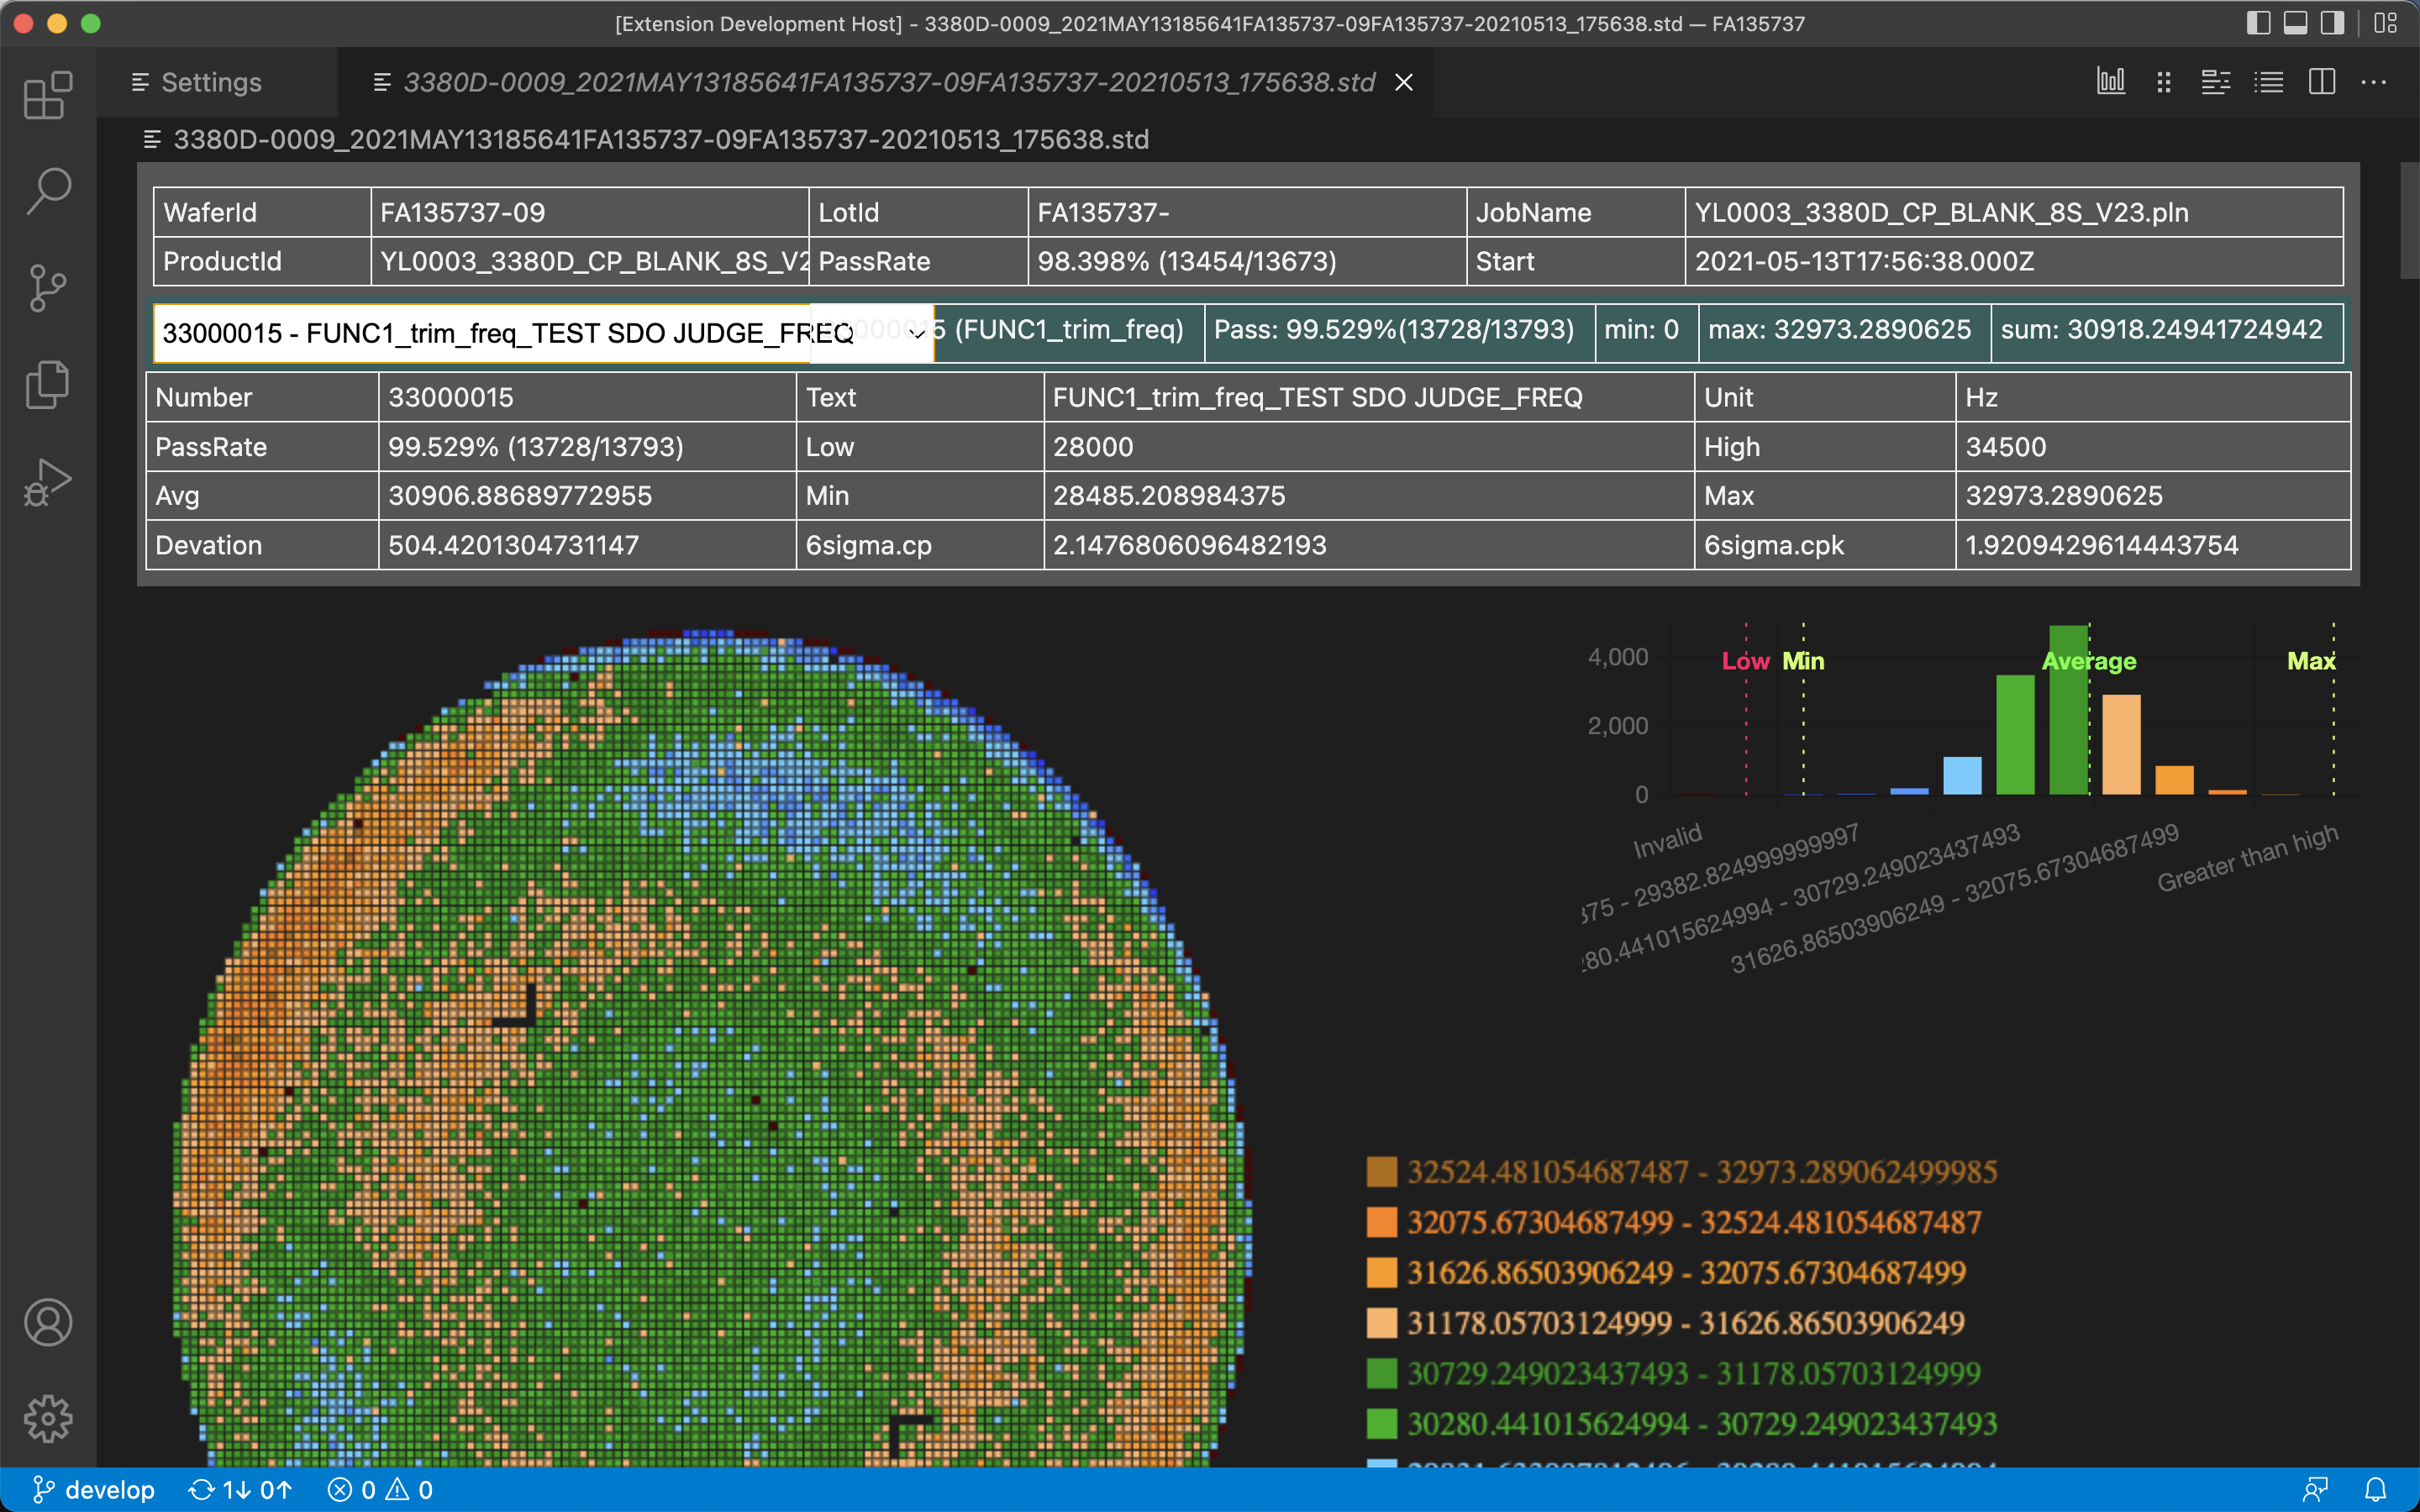 [Extension Development Host] - 3380D-0009_2021MAY13185641FA135737-09FA135737-20210513_175638.std — FA135737
Settings
3380D-0009_2021MAY13185641FA135737-09FA135737-20210513_175638.std
3380D-0009_2021MAY13185641FA135737-09FA135737-20210513_175638.std
WaferId FA135737-09 LotId FA135737- JobName YL0003_3380D_CP_BLANK_8S_V23.pln
ProductId YL0003_3380D_CP_BLANK_8S_V2 PassRate 98.398% (13454/13673) Start 2021-05-13T17:56:38.000Z
33000015 - FUNC1_trim_freq_TEST SDO JUDGE_FREQ (FUNC1_trim_freq) Pass: 99.529%(13728/13793) min: 0 max: 32973.2890625 sum: 30918.24941724942
Number 33000015 Text FUNC1_trim_freq_TEST SDO JUDGE_FREQ Unit Hz
PassRate 99.529% (13728/13793) Low 28000 High 34500
Avg 30906.88689772955 Min 28485.208984375 Max 32973.2890625
Devation 504.4201304731147 6sigma.cp 2.1476806096482193 6sigma.cpk 1.9209429614443754
4,000
2,000
0
Low Min Average Max
Invalid
375 - 29382.824999999997
280.441015624994 - 30729.249023437493
31626.86503906249 - 32075.67304687499
Greater than high
32524.481054687487 - 32973.289062499985
32075.67304687499 - 32524.481054687487
31626.86503906249 - 32075.67304687499
31178.05703124999 - 31626.86503906249
30729.249023437493 - 31178.05703124999
30280.441015624994 - 30729.249023437493
develop 1↓ 0↑ 0 0